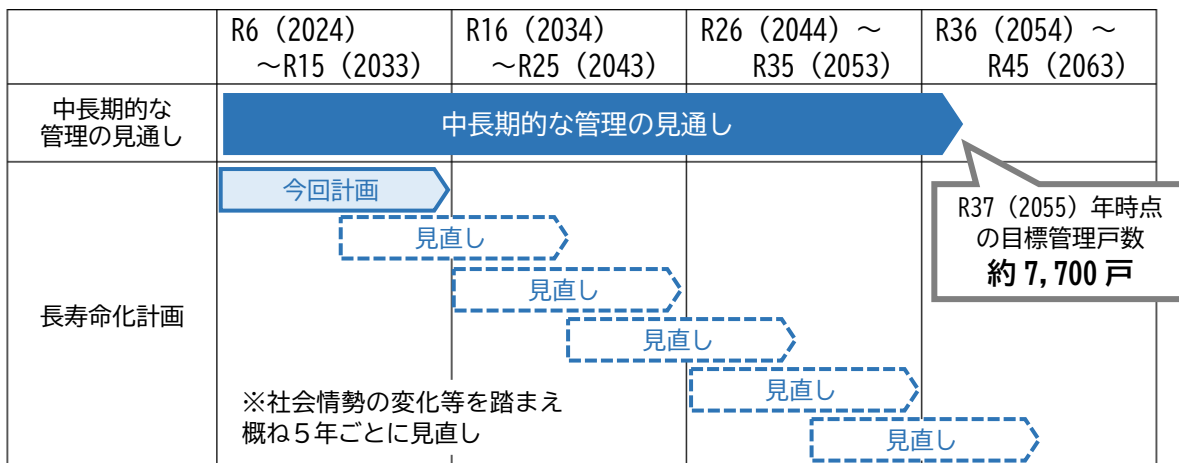 R6（2024）
～R15（2033）
R16（2034）
～R25（2043）
R26（2044）～
R35（2053）
R36（2054）～
R45（2063）
中長期的な
管理の見通し
中長期的な管理の見通し
R37（2055）年時点
の目標管理戸数
約7,700戸
長寿命化計画
今回計画
見直し
見直し
見直し
見直し
見直し
※社会情勢の変化等を踏まえ
概ね５年ごとに見直し